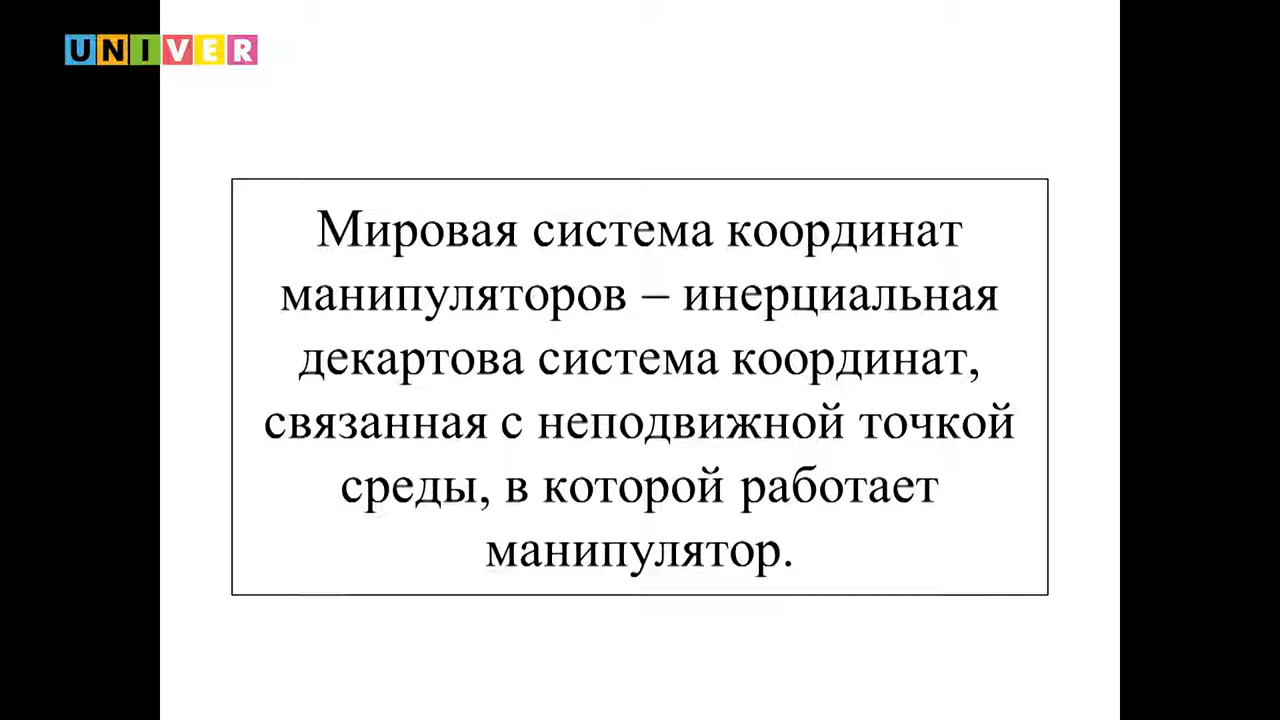 UNIVER
Мировая система координат
манипуляторов – инерциальная
декартова система координат,
связанная с неподвижной точкой
среды, в которой работает
манипулятор.